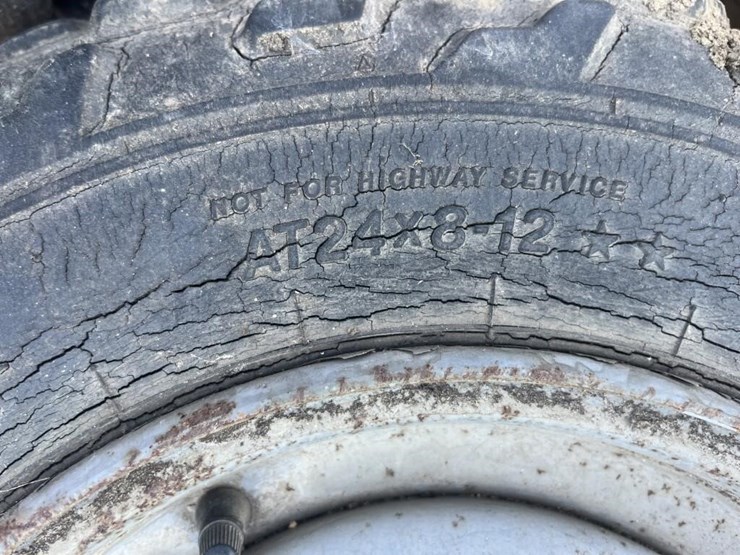 NOT FOR HIGHWAY SERVICE
AT24x8-12 ☆☆